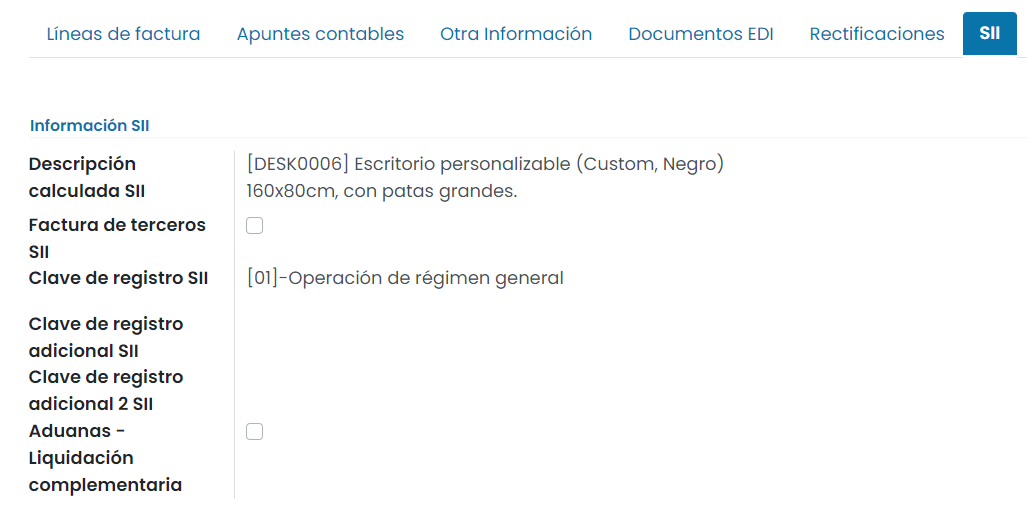 Líneas de factura Apuntes contables Otra Información Documentos EDI Rectificaciones SII
Información SII
Descripción
calculada SII
[DESK0006] Escritorio personalizable (Custom, Negro)
160x80cm, con patas grandes.
Factura de terceros
SII
Clave de registro SII
[01]-Operación de régimen general
Clave de registro
adicional SII
Clave de registro
adicional 2 SII
Aduanas -
Liquidación
complementaria